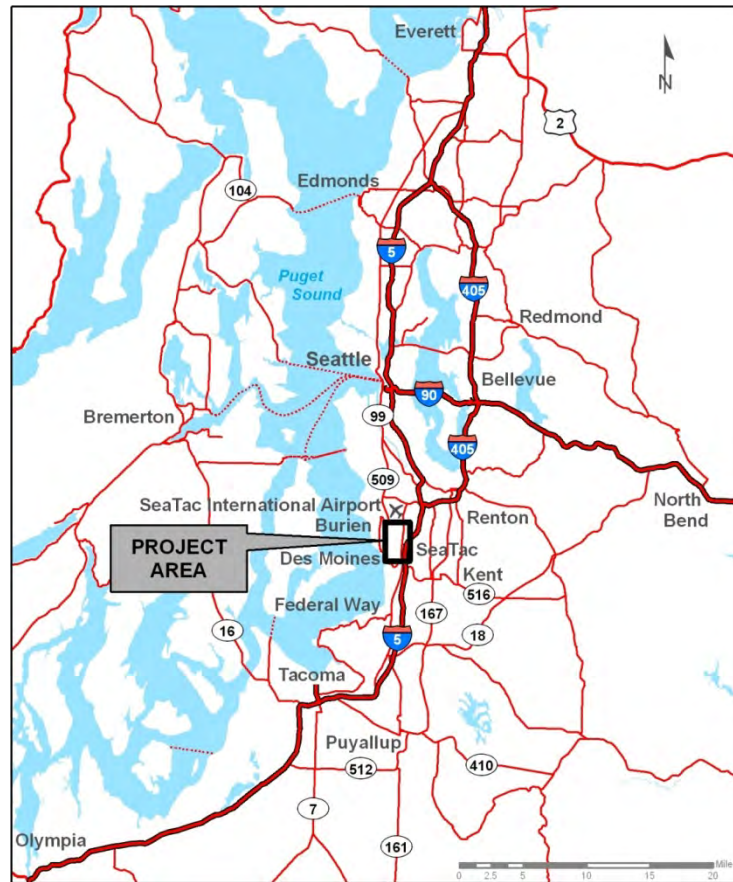 Everett
N
2
104
Edmonds
5
405
Puget
Sound
Redmond
Seattle
Bellevue
90
Bremerton
99
405
509
SeaTac International Airport
North
Bend
Burien
Renton
PROJECT
AREA
SeaTac
Des Moines
Kent
516
Federal Way
167
16
18
5
Tacoma
Puyallup
512
410
7
Olympia
161
Mile
0 2.5 5 10 15 20